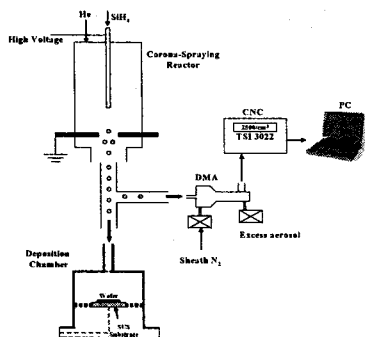 He
SiH₄
High Voltage
Corona-Spraying
Reactor
CNC
2500/cm³
TSI 3022
PC
DMA
Excess aerosol
Sheath N₂
Deposition
Chamber
Wafer
SUS
Substrate